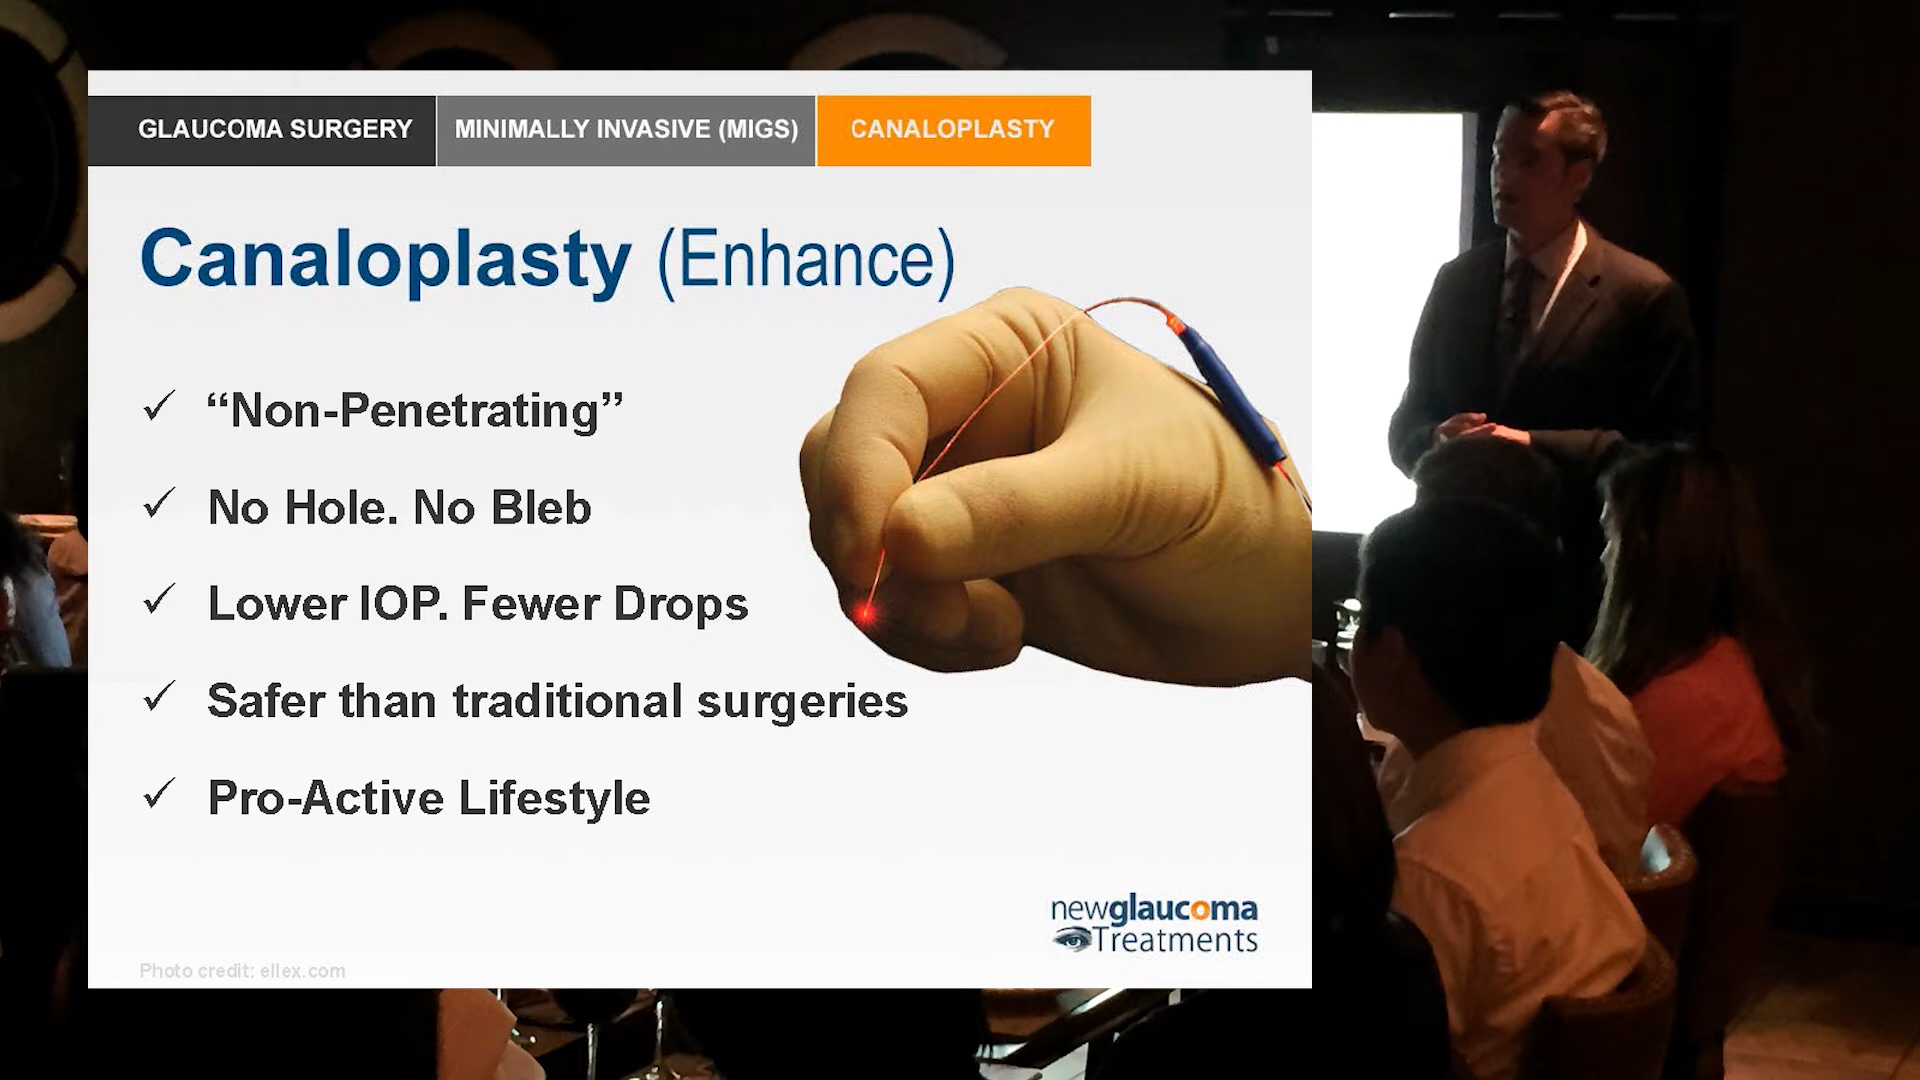 GLAUCOMA SURGERY
MINIMALLY INVASIVE (MIGS)
CANALOPLASTY
Canaloplasty (Enhance)
“Non-Penetrating”
No Hole. No Bleb
Lower IOP. Fewer Drops
Safer than traditional surgeries
Pro-Active Lifestyle
newglaucoma
Treatments
Photo credit: ellex.com